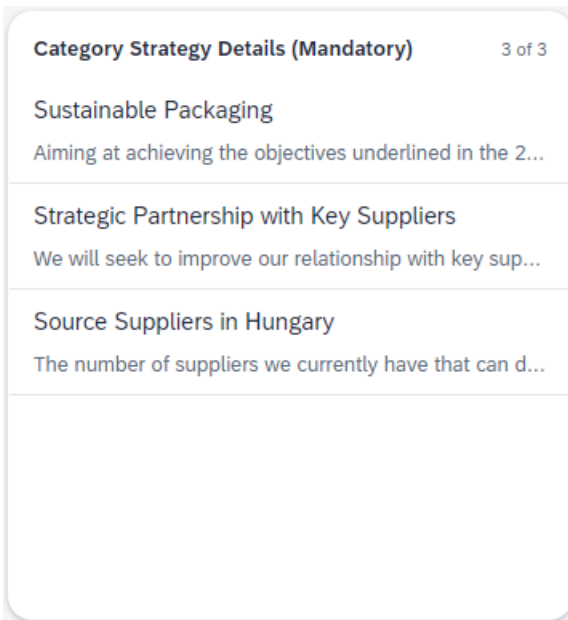 Category Strategy Details (Mandatory) 3 of 3
Sustainable Packaging
Aiming at achieving the objectives underlined in the 2...
Strategic Partnership with Key Suppliers
We will seek to improve our relationship with key sup...
Source Suppliers in Hungary
The number of suppliers we currently have that can d...